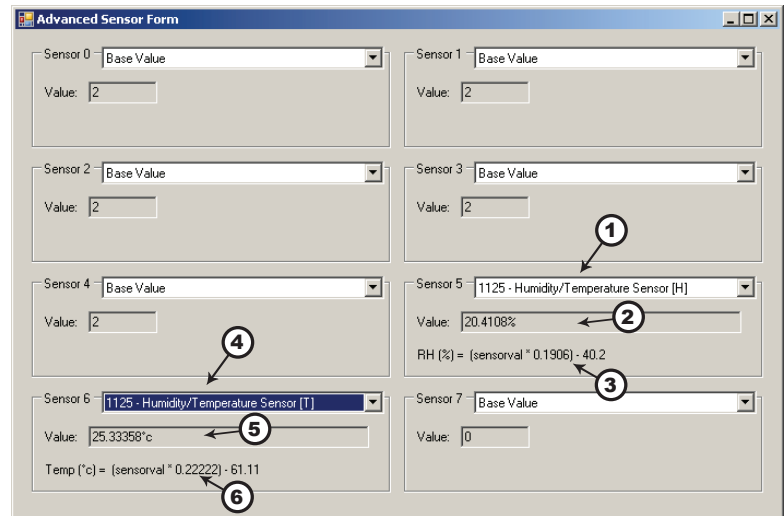 Advanced Sensor Form
Sensor 0 Base Value
Value: 2
Sensor 1 Base Value
Value: 2
Sensor 2 Base Value
Value: 2
Sensor 3 Base Value
Value: 2
1
Sensor 4 Base Value
Value: 2
Sensor 5 1125 - Humidity/Temperature Sensor [H]
Value: 20.4108% 2
RH (%) = (sensorval * 0.1906) - 40.2
3
4
Sensor 6 1125 - Humidity/Temperature Sensor [T]
Value: 25.33358°c 5
Temp (°c) = (sensorval * 0.22222) - 61.11
6
Sensor 7 Base Value
Value: 0